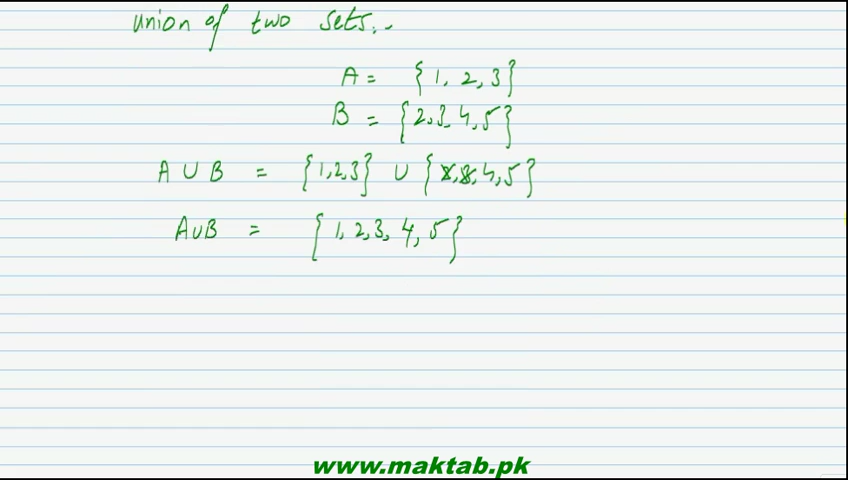 union of two sets..
A = {1, 2, 3}
B = {2,3,4,5}
A ∪ B = {1,2,3} ∪ {2,3,4,5}
A∪B = {1, 2, 3, 4, 5}
www.maktab.pk